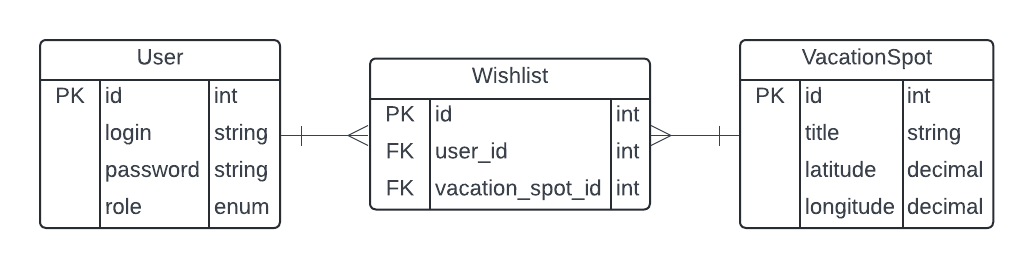 User
PK id int
login string
password string
role enum
Wishlist
PK id int
FK user_id int
FK vacation_spot_id int
VacationSpot
PK id int
title string
latitude decimal
longitude decimal